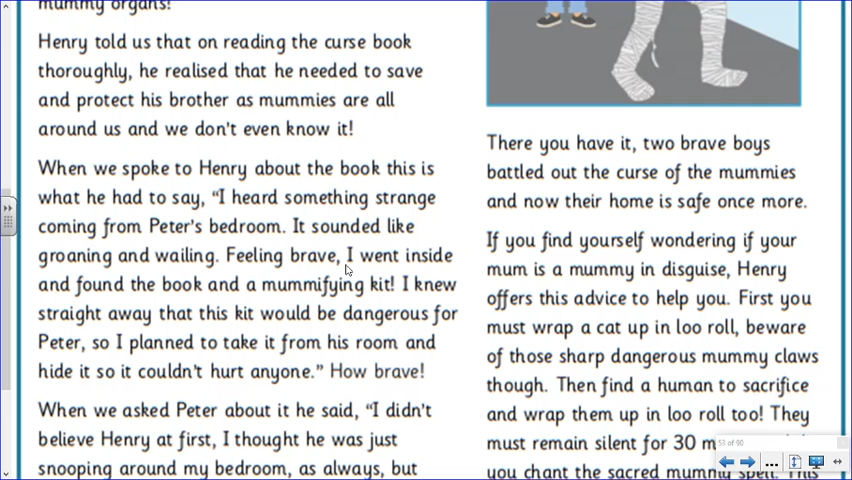 mummy organs!
Henry told us that on reading the curse book
thoroughly, he realised that he needed to save
and protect his brother as mummies are all
around us and we don't even know it!
When we spoke to Henry about the book this is
what he had to say, "I heard something strange
coming from Peter's bedroom. It sounded like
groaning and wailing. Feeling brave, I went inside
and found the book and a mummifying kit! I knew
straight away that this kit would be dangerous for
Peter, so I planned to take it from his room and
hide it so it couldn't hurt anyone." How brave!
When we asked Peter about it he said, "I didn't
believe Henry at first, I thought he was just
snooping around my bedroom, as always, but
There you have it, two brave boys
battled out the curse of the mummies
and now their home is safe once more.
If you find yourself wondering if your
mum is a mummy in disguise, Henry
offers this advice to help you. First you
must wrap a cat up in loo roll, beware
of those sharp dangerous mummy claws
though. Then find a human to sacrifice
and wrap them up in loo roll too! They
must remain silent for 30
you chant the sacred mummy spell. This
53 of 90